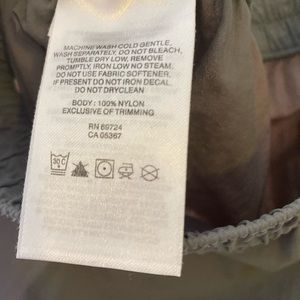 MACHINE WASH COLD GENTLE,
WASH SEPARATELY, DO NOT BLEACH,
TUMBLE DRY LOW, REMOVE
PROMPTLY, IRON LOW NO STEAM.
DO NOT USE FABRIC SOFTENER.
IF PRESENT DO NOT IRON DECAL.
DO NOT DRYCLEAN
BODY : 100% NYLON
EXCLUSIVE OF TRIMMING
RN 69724
CA 05367
30 C